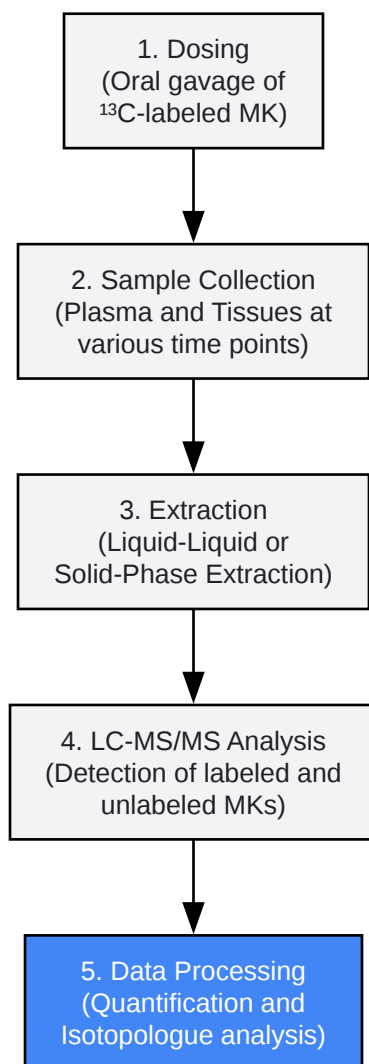 1. Dosing
(Oral gavage of
¹³C-labeled MK)
2. Sample Collection
(Plasma and Tissues at
various time points)
3. Extraction
(Liquid-Liquid or
Solid-Phase Extraction)
4. LC-MS/MS Analysis
(Detection of labeled and
unlabeled MKs)
5. Data Processing
(Quantification and
Isotopologue analysis)